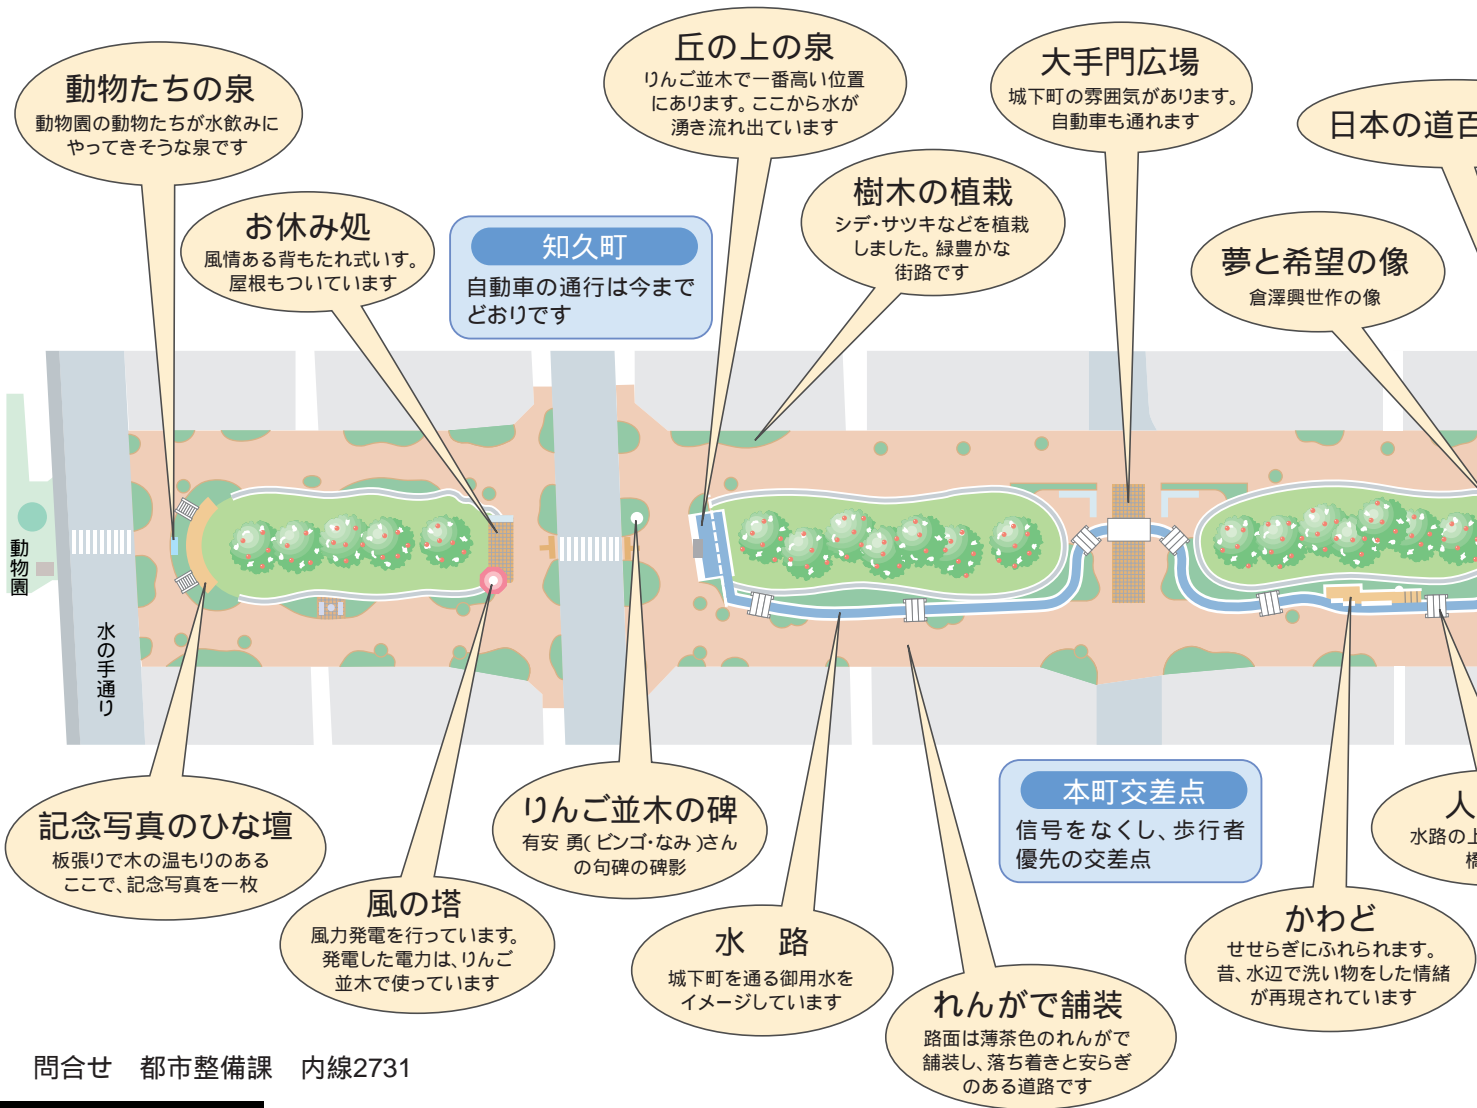 動物たちの泉
動物園の動物たちが水飲みに
やってきそうな泉です
お休み処
風情ある背もたれ式いす。
屋根もついています
知久町
自動車の通行は今まで
どおりです
丘の上の泉
りんご並木で一番高い位置
にあります。ここから水が
湧き流れ出ています
樹木の植栽
シデ・サツキなどを植栽
しました。緑豊かな
街路です
大手門広場
城下町の雰囲気があります。
自動車も通れます
日本の道百
夢と希望の像
倉澤興世作の像
動物園
水の手通り
記念写真のひな壇
板張りで木の温もりのある
ここで、記念写真を一枚
風の塔
風力発電を行っています。
発電した電力は、りんご
並木で使っています
りんご並木の碑
有安 勇(ビンゴ・なみ)さん
の句碑の碑影
水　路
城下町を通る御用水を
イメージしています
れんがで舗装
路面は薄茶色のれんがで
舗装し、落ち着きと安らぎ
のある道路です
本町交差点
信号をなくし、歩行者
優先の交差点
かわど
せせらぎにふれられます。
昔、水辺で洗い物をした情緒
が再現されています
人
水路の上
橋
問合せ　都市整備課　内線2731